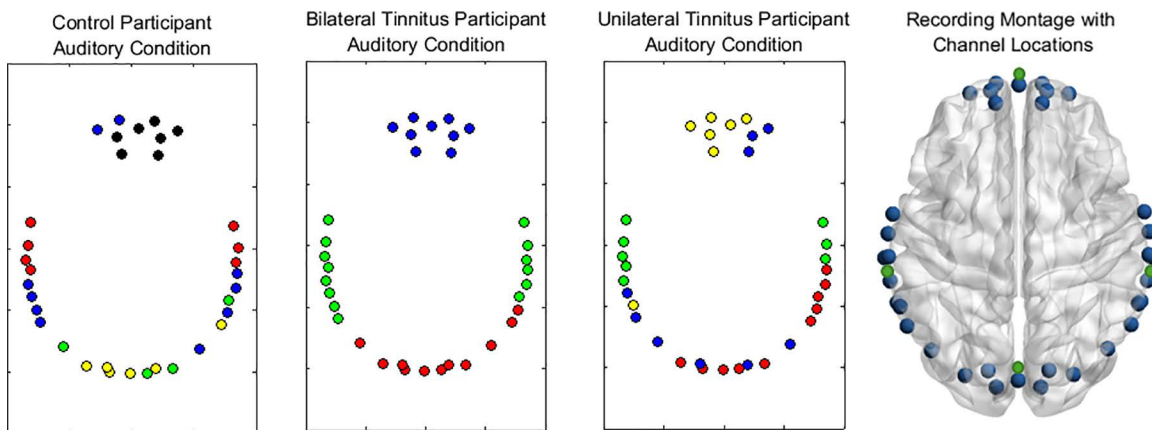 Control Participant
Auditory Condition
Bilateral Tinnitus Participant
Auditory Condition
Unilateral Tinnitus Participant
Auditory Condition
Recording Montage with
Channel Locations